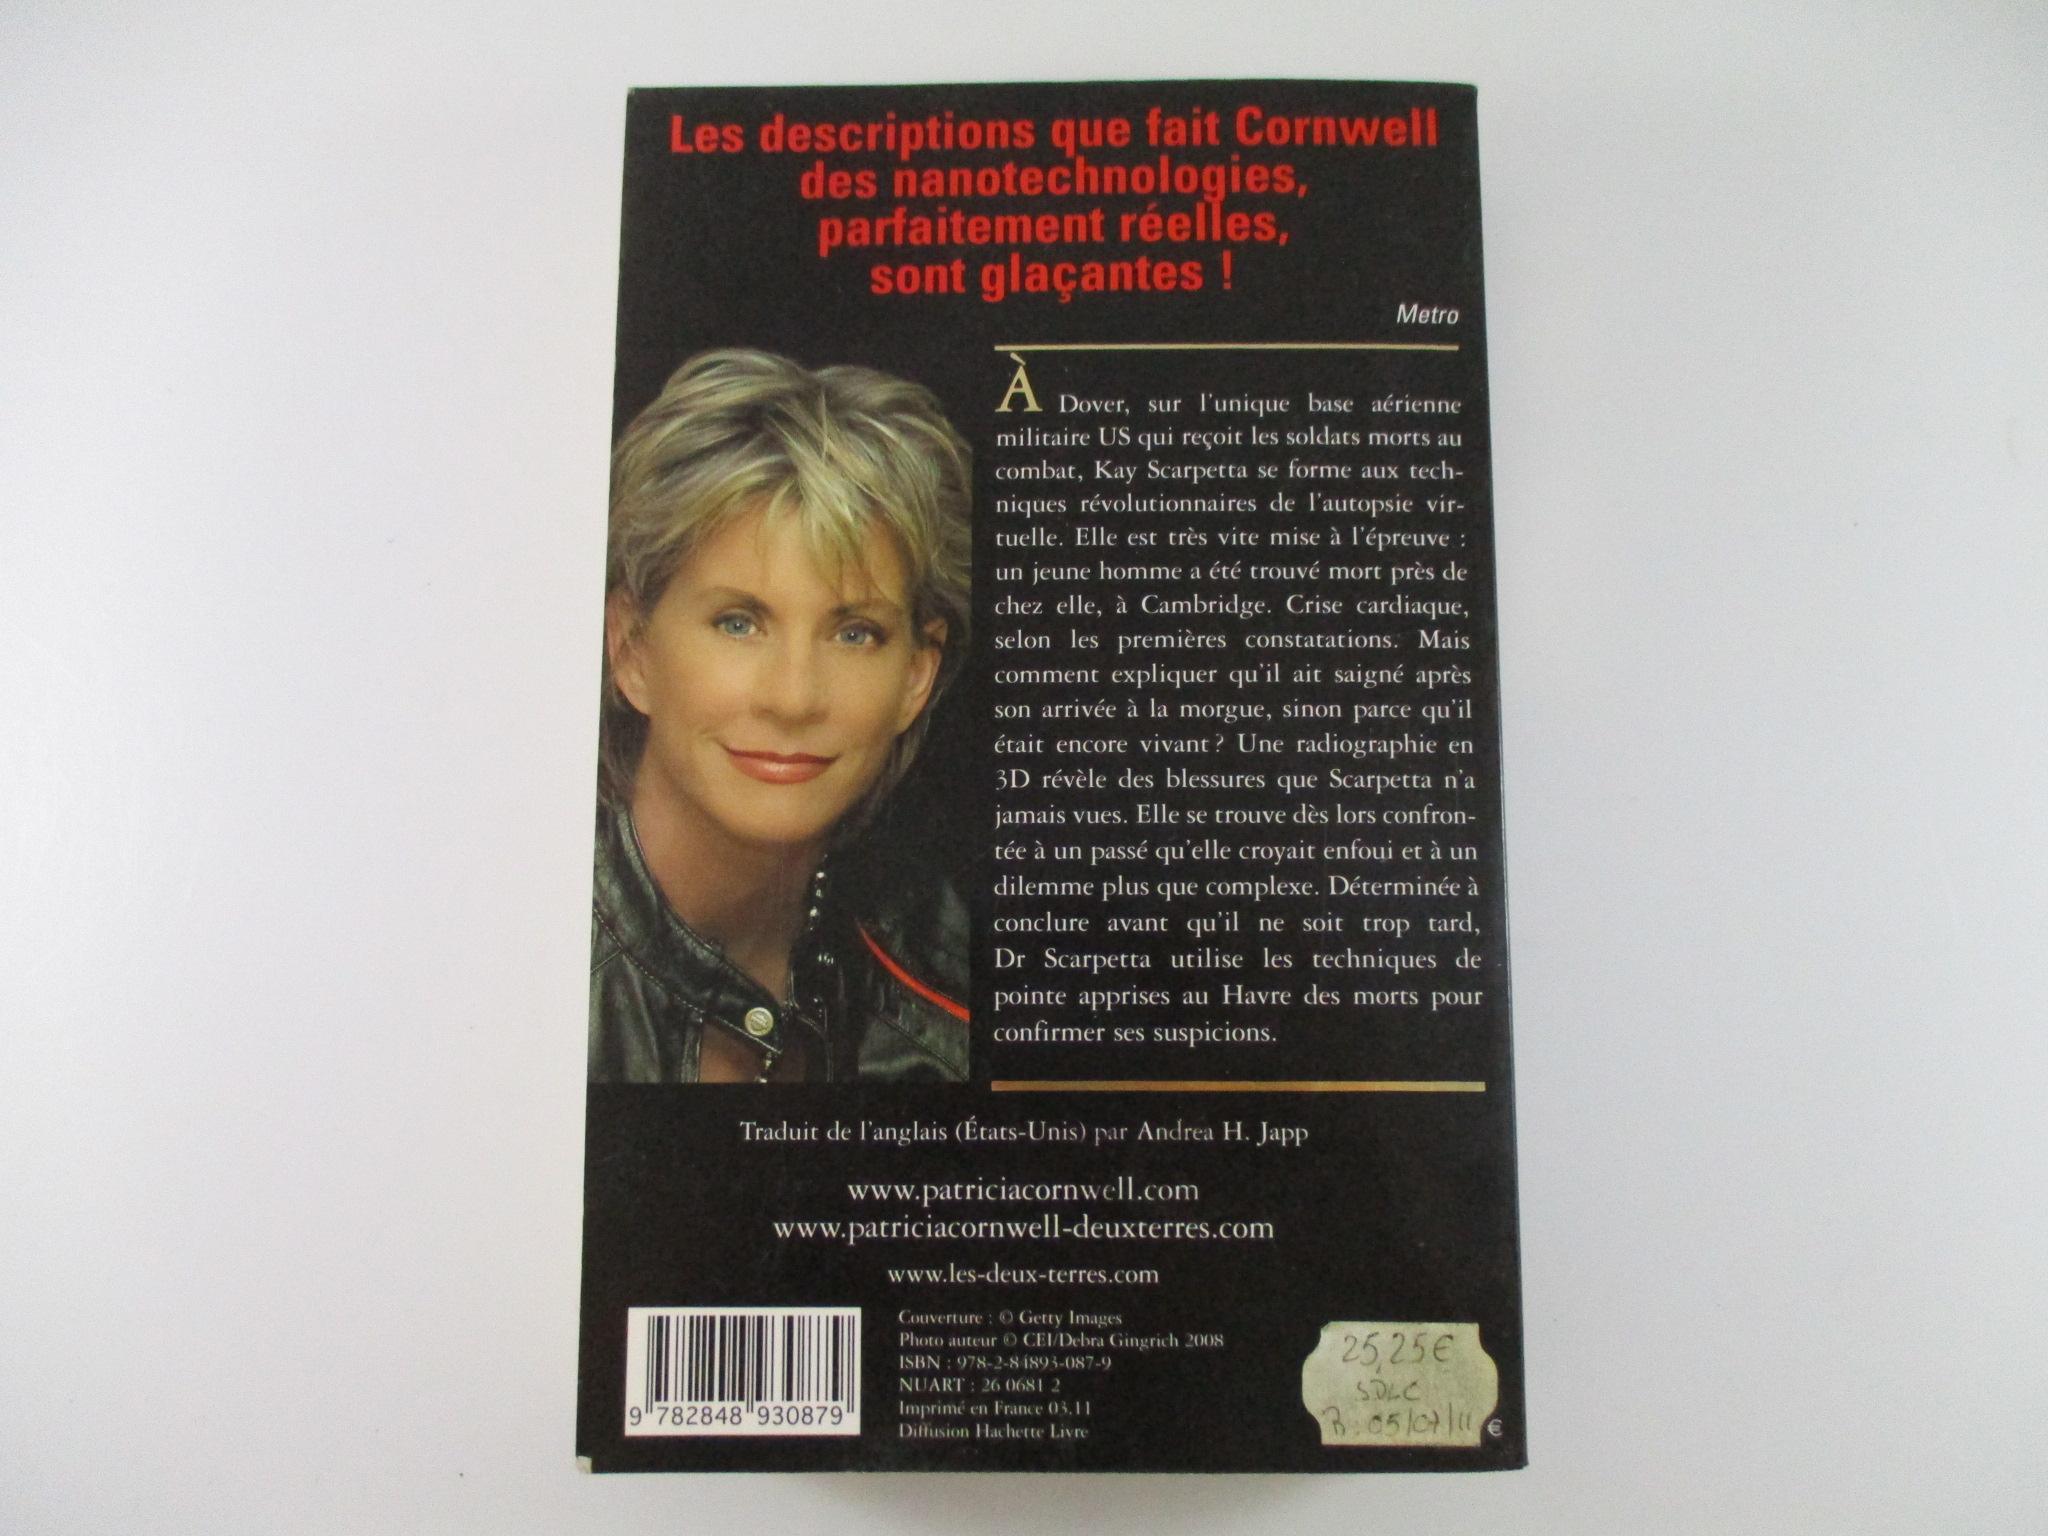 Les descriptions que fait Cornwell
des nanotechnologies,
parfaitement réelles,
sont glaçantes !
Metro
À Dover, sur l'unique base aérienne
militaire US qui reçoit les soldats morts au
combat, Kay Scarpetta se forme aux tech-
niques révolutionnaires de l'autopsie vir-
tuelle. Elle est très vite mise à l'épreuve :
un jeune homme a été trouvé mort près de
chez elle, à Cambridge. Crise cardiaque,
selon les premières constatations. Mais
comment expliquer qu'il ait saigné après
son arrivée à la morgue, sinon parce qu'il
était encore vivant ? Une radiographie en
3D révèle des blessures que Scarpetta n'a
jamais vues. Elle se trouve dès lors confron-
tée à un passé qu'elle croyait enfoui et à un
dilemme plus que complexe. Déterminée à
conclure avant qu'il ne soit trop tard,
Dr Scarpetta utilise les techniques de
pointe apprises au Havre des morts pour
confirmer ses suspicions.
Traduit de l'anglais (États-Unis) par Andrea H. Japp
www.patriciacornwell.com
www.patriciacornwell-deuxterres.com
www.les-deux-terres.com
Couverture : © Getty Images
Photo auteur © CEI/Debra Gingrich 2008
ISBN : 978-2-84893-087-9
NUART : 26 0681 2
Imprimé en France 03.11
Diffusion Hachette Livre
9 782848 930879
25,25€
SDLC
R. 05/07/11
€